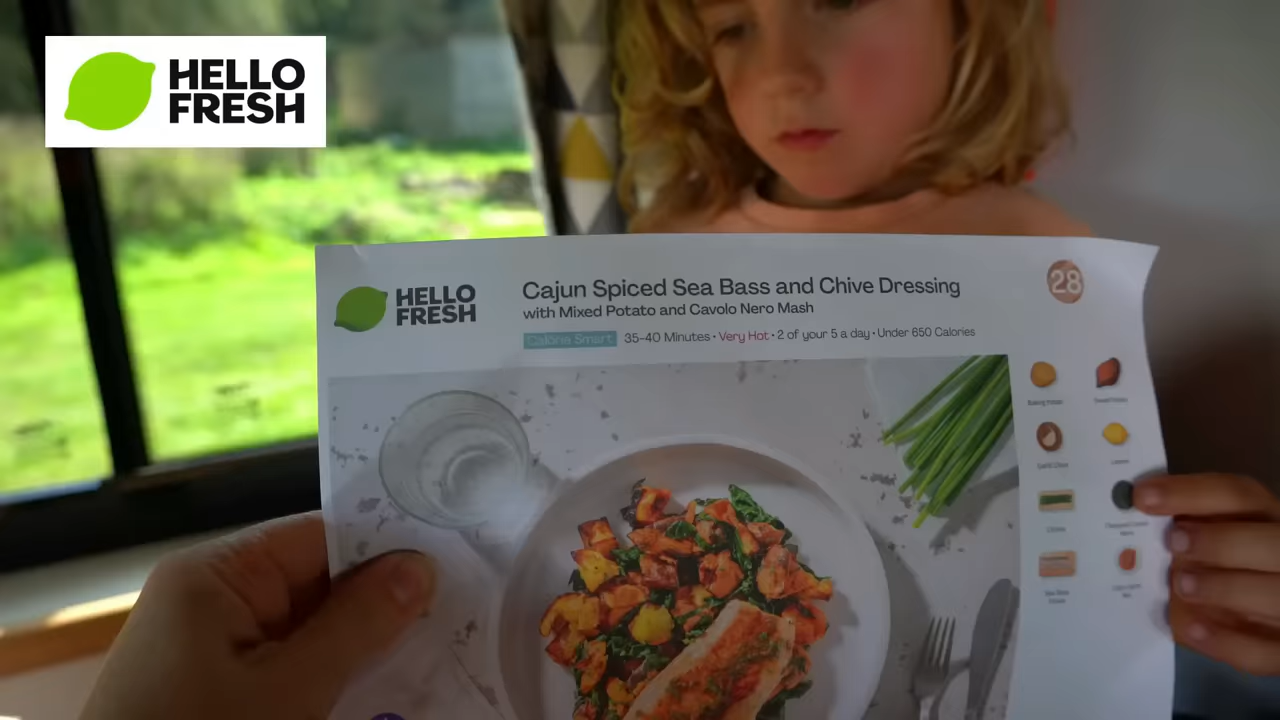 HELLO
FRESH
HELLO
FRESH
Cajun Spiced Sea Bass and Chive Dressing
with Mixed Potato and Cavolo Nero Mash
Calorie Smart 35-40 Minutes • Very Hot • 2 of your 5 a day • Under 650 Calories
28